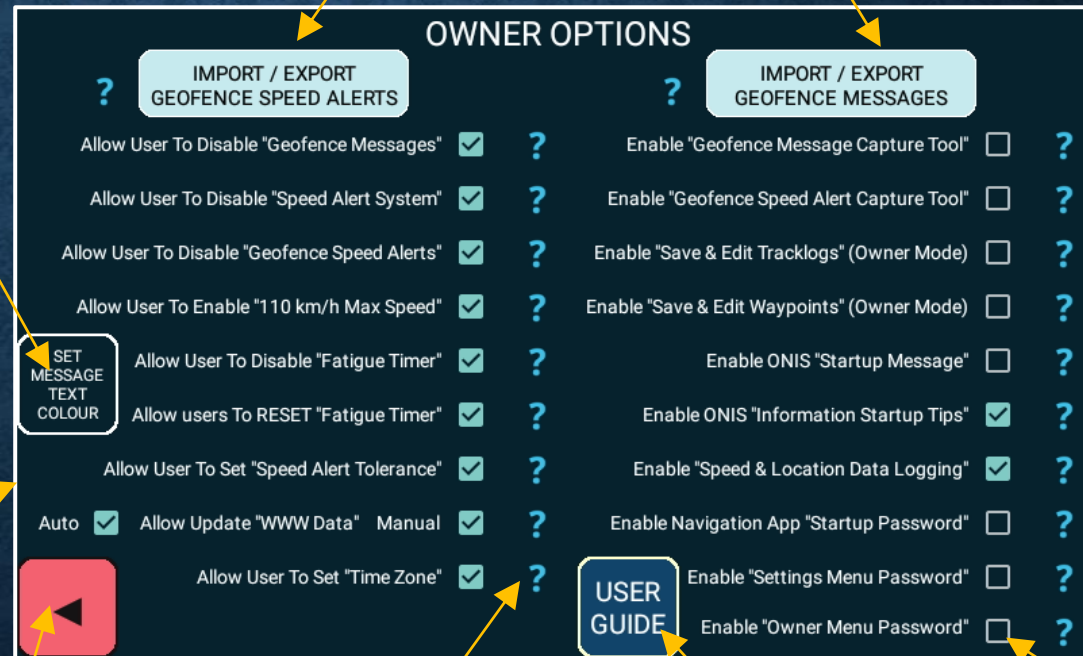 OWNER OPTIONS
? IMPORT / EXPORT
GEOFENCE SPEED ALERTS
? IMPORT / EXPORT
GEOFENCE MESSAGES
Allow User To Disable "Geofence Messages" ?
Enable "Geofence Message Capture Tool" ?
Allow User To Disable "Speed Alert System" ?
Enable "Geofence Speed Alert Capture Tool" ?
Allow User To Disable "Geofence Speed Alerts" ?
Enable "Save & Edit Tracklogs" (Owner Mode) ?
Allow User To Enable "110 km/h Max Speed" ?
Enable "Save & Edit Waypoints" (Owner Mode) ?
SET
MESSAGE
TEXT
COLOUR
Allow User To Disable "Fatigue Timer" ?
Enable ONIS "Startup Message" ?
Allow users To RESET "Fatigue Timer" ?
Enable ONIS "Information Startup Tips" ?
Allow User To Set "Speed Alert Tolerance" ?
Enable "Speed & Location Data Logging" ?
Auto Allow Update "WWW Data" Manual ?
Enable Navigation App "Startup Password" ?
Allow User To Set "Time Zone" ?
USER
GUIDE
Enable "Settings Menu Password" ?
Enable "Owner Menu Password" ?